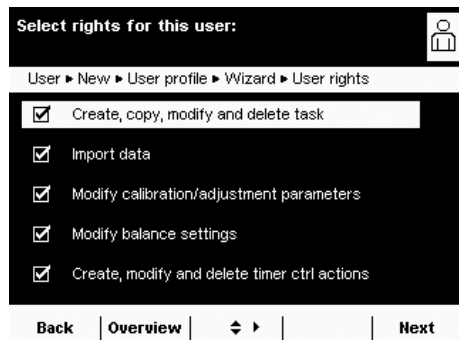 Select rights for this user:
User ▸ New ▸ User profile ▸ Wizard ▸ User rights
Create, copy, modify and delete task
Import data
Modify calibration/adjustment parameters
Modify balance settings
Create, modify and delete timer ctrl actions
Back Overview Next